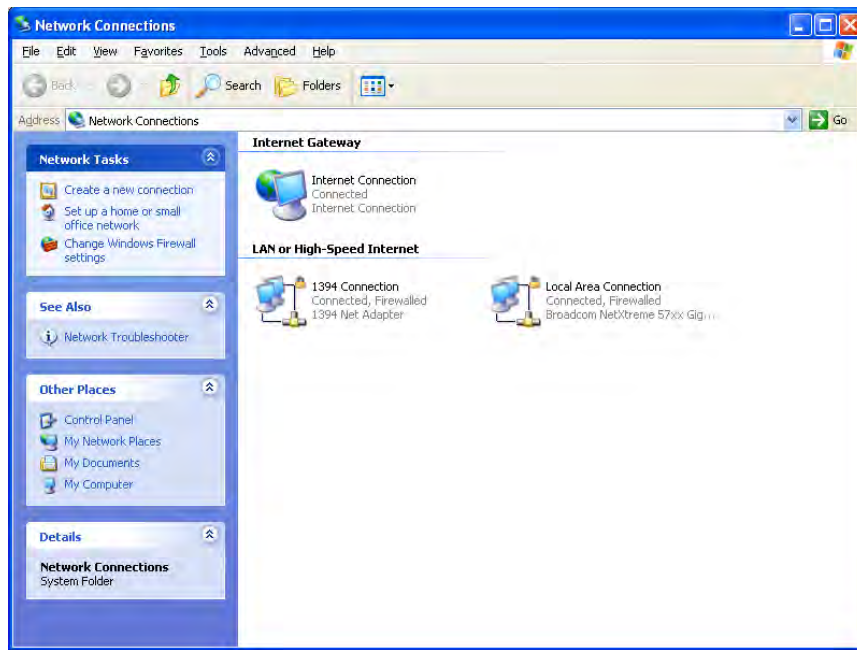 Network Connections
File Edit View Favorites Tools Advanced Help
Back Search Folders
Address Network Connections Go
Network Tasks
Create a new connection
Set up a home or small
office network
Change Windows Firewall
settings
See Also
Network Troubleshooter
Other Places
Control Panel
My Network Places
My Documents
My Computer
Details
Network Connections
System Folder
Internet Gateway
Internet Connection
Connected
Internet Connection
LAN or High-Speed Internet
1394 Connection
Connected, Firewalled
1394 Net Adapter
Local Area Connection
Connected, Firewalled
Broadcom NetXtreme 57xx Gig...